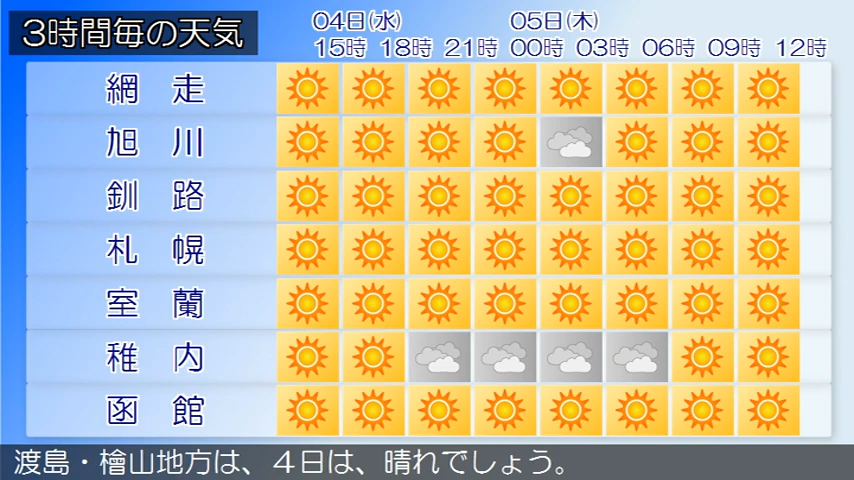 3時間毎の天気
04日(水) 05日(木)
15時 18時 21時 00時 03時 06時 09時 12時
網 走
旭 川
釧 路
札 幌
室 蘭
稚 内
函 館
渡島・檜山地方は、４日は、晴れでしょう。